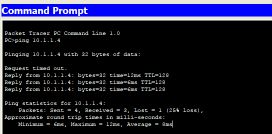 Command Prompt
Packet Tracer PC Command Line 1.0
PC>ping 10.1.1.4
Pinging 10.1.1.4 with 32 bytes of data:
Request timed out.
Reply from 10.1.1.4: bytes=32 time=12ms TTL=128
Reply from 10.1.1.4: bytes=32 time=6ms TTL=128
Reply from 10.1.1.4: bytes=32 time=8ms TTL=128
Ping statistics for 10.1.1.4:
Packets: Sent = 4, Received = 3, Lost = 1 (25% loss),
Approximate round trip times in milli-seconds:
Minimum = 6ms, Maximum = 12ms, Average = 8ms